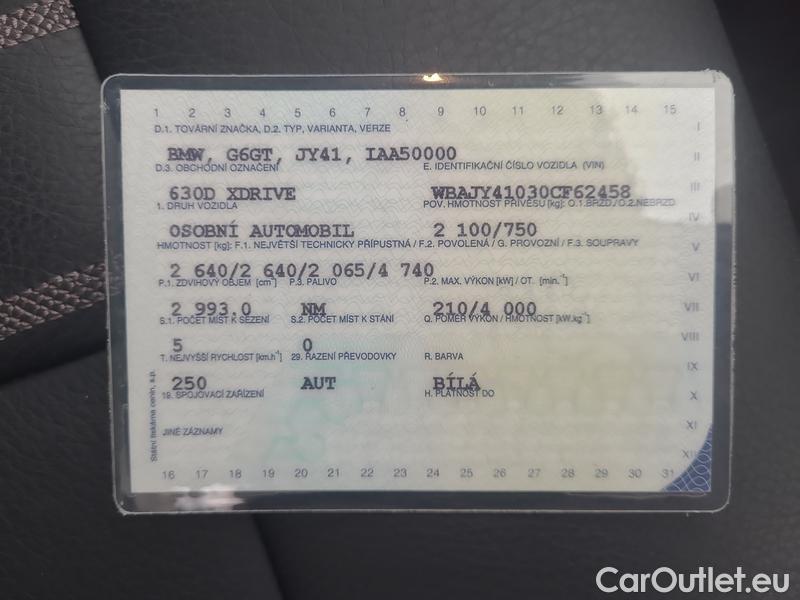 1 2 3 4 5 6 7 8 9 10 11 12 13 14 15
D.1. TOVÁRNÍ ZNAČKA, D.2. TYP, VARIANTA, VERZE I
BMW, G6GT, JY41, IAA50000 II
D.3. OBCHODNÍ OZNAČENÍ E. IDENTIFIKAČNÍ ČÍSLO VOZIDLA (VIN)
630D XDRIVE WBAJY41030CF62458 III
1. DRUH VOZIDLA POV. HMOTNOST PŘÍVĚSU [kg]: O.1.BRZD./O.2.NEBRZD
OSOBNÍ AUTOMOBIL 2 100/750 IV
HMOTNOST [kg]: F.1. NEJVĚTŠÍ TECHNICKY PŘÍPUSTNÁ / F.2. POVOLENÁ / G. PROVOZNÍ / F.3. SOUPRAVY V
2 640/2 640/2 065/4 740
P.1. ZDVIHOVÝ OBJEM [cm³] P.3. PALIVO P.2. MAX. VÝKON [kW] / OT. [min.⁻¹] VI
2 993.0 NM 210/4 000 VII
S.1. POČET MÍST K SEZENÍ S.2. POČET MÍST K STÁNÍ Q. POMĚR VÝKON / HMOTNOST [kW.kg⁻¹]
5 0 VIII
T. NEJVYŠŠÍ RYCHLOST [km.h⁻¹] 29. ŘAZENÍ PŘEVODOVKY R. BARVA IX
250 AUT BÍLÁ
19. SPOJOVACÍ ZAŘÍZENÍ H. PLATNOST DO X
JINÉ ZÁZNAMY XI
XII
16 17 18 19 20 21 22 23 24 25 26 27 28 29 30 31
Státní tiskárna cenin, s.p.
CarOutlet.eu